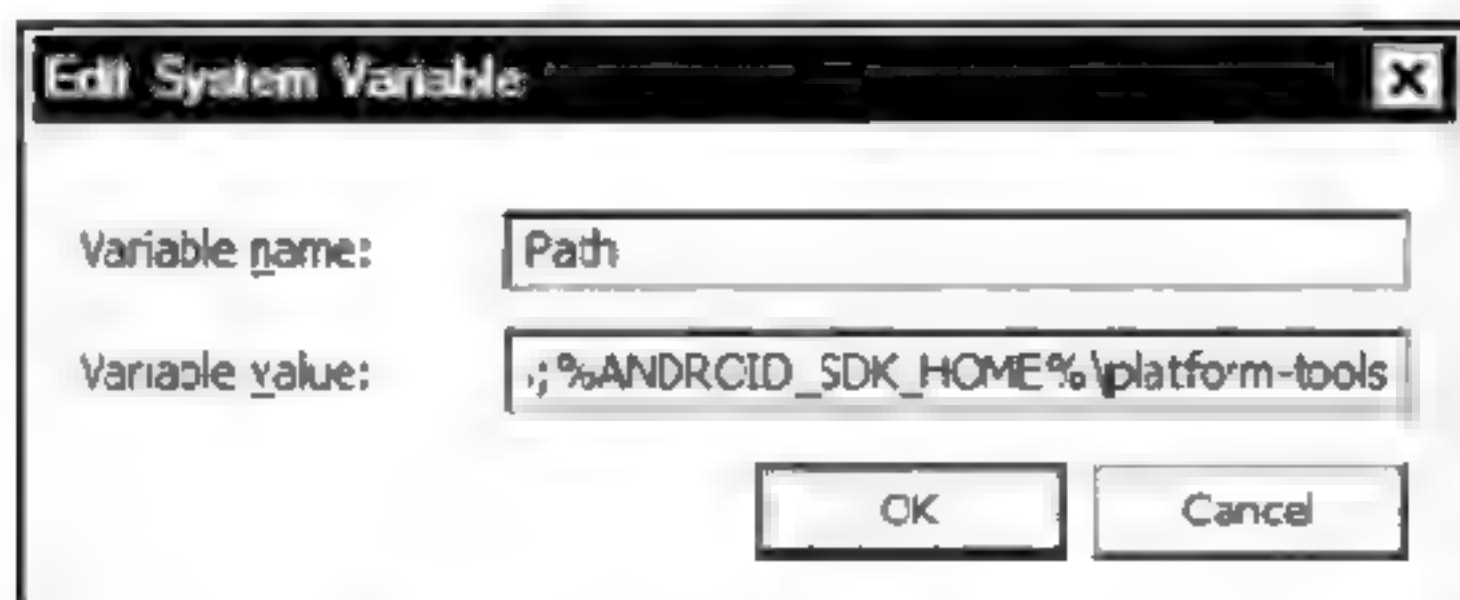 Edit System Variable
Variable name: Path
Variable value: .;%ANDROID_SDK_HOME%\platform-tools
OK Cancel